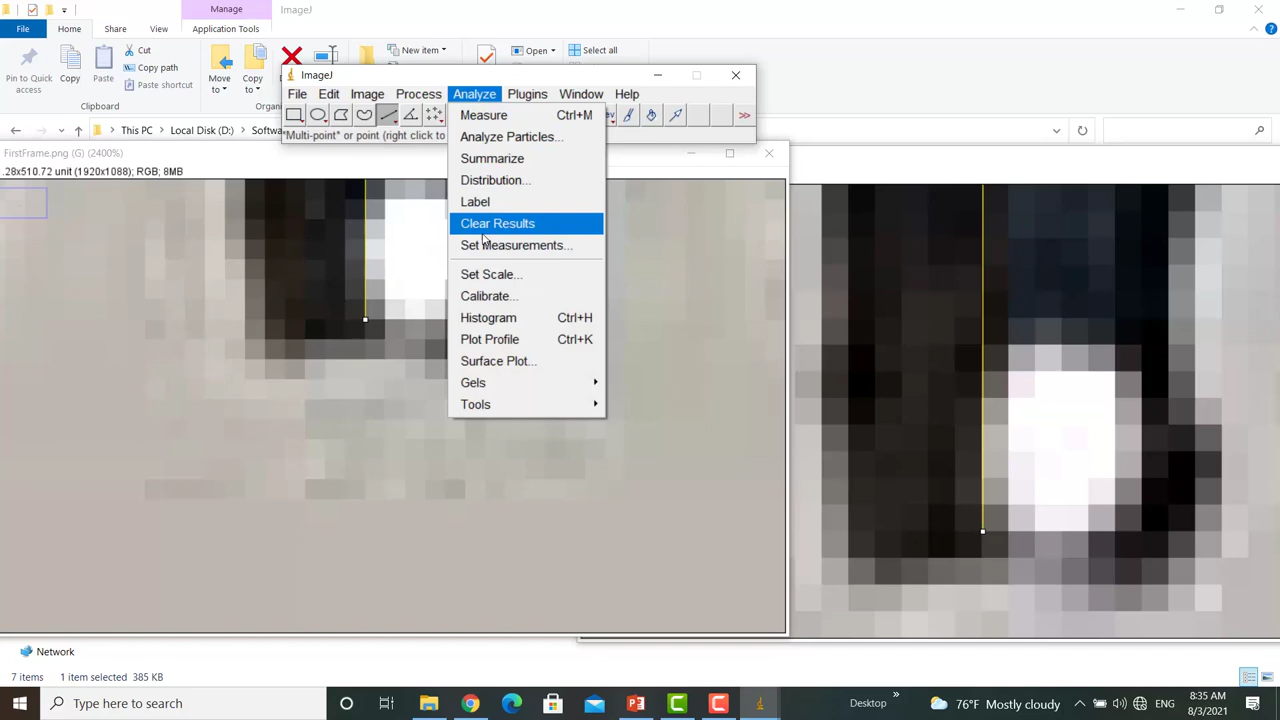 Manage
ImageJ
File
Home
Share
View
Application Tools
Pin to Quick access
Copy
Paste
Cut
Copy path
Paste shortcut
Clipboard
Move to
Copy to
New item
Open
Select all
This PC
Local Disk (D:)
ImageJ
File
Edit
Image
Process
Analyze
Plugins
Window
Help
>>
*Multi-point* or point (right click to
Measure Ctrl+M
Analyze Particles...
Summarize
Distribution...
Label
Clear Results
Set Measurements...
Set Scale...
Calibrate...
Histogram Ctrl+H
Plot Profile Ctrl+K
Surface Plot...
Gels
Tools
FirstFrame.png (G) (2400%)
.28x510.72 unit (1920x1088); RGB; 8MB
Network
7 items 1 item selected 385 KB
Type here to search
Desktop
76°F Mostly cloudy
ENG
8:35 AM
8/3/2021